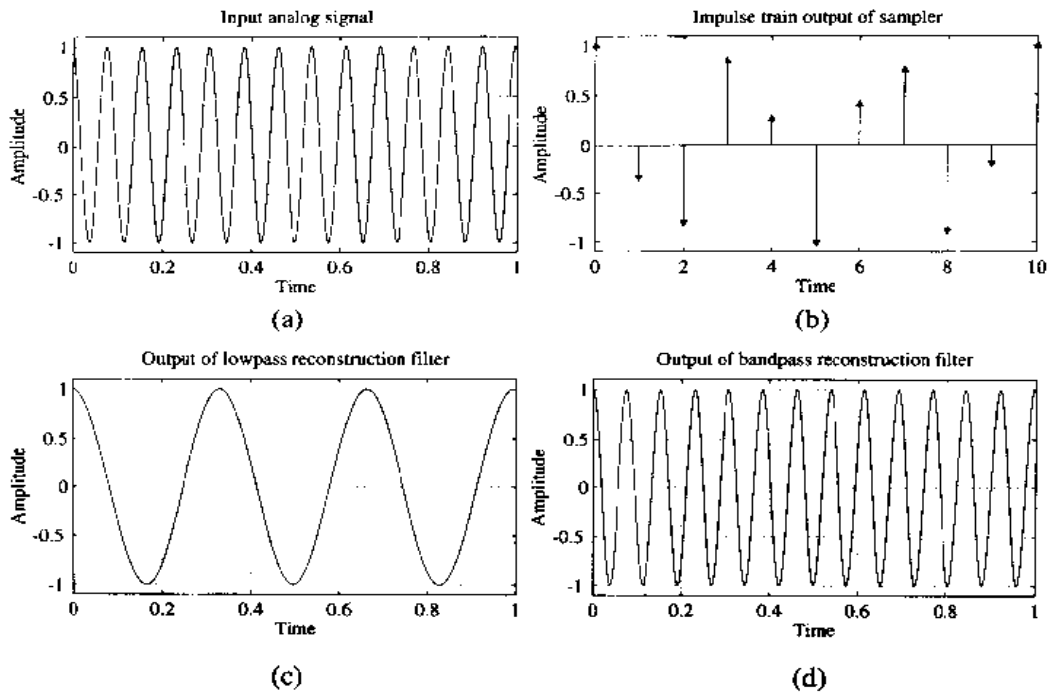 Input analog signal
Impulse train output of sampler
Amplitude
1
0.5
0
-0.5
-1
0
0.2
0.4
0.6
0.8
1
Time
(a)
Amplitude
1
0.5
0
-0.5
-1
0
2
4
6
8
10
Time
(b)
Output of lowpass reconstruction filter
Output of bandpass reconstruction filter
Amplitude
1
0.5
0
-0.5
-1
0
0.2
0.4
0.6
0.8
1
Time
(c)
Amplitude
1
0.5
0
-0.5
-1
0
0.2
0.4
0.6
0.8
1
Time
(d)